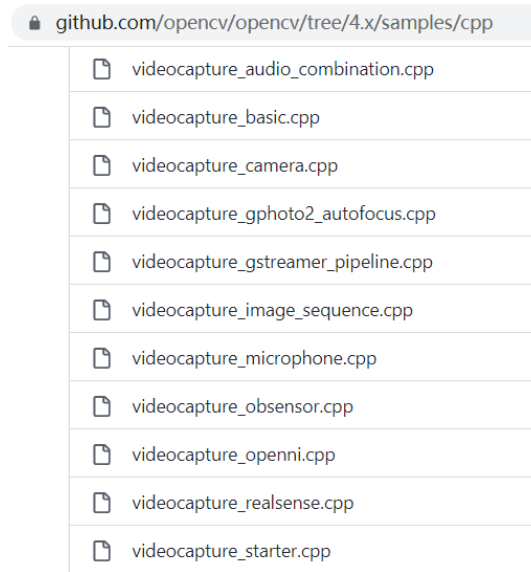 github.com/opencv/opencv/tree/4.x/samples/cpp
videocapture_audio_combination.cpp
videocapture_basic.cpp
videocapture_camera.cpp
videocapture_gphoto2_autofocus.cpp
videocapture_gstreamer_pipeline.cpp
videocapture_image_sequence.cpp
videocapture_microphone.cpp
videocapture_obsensor.cpp
videocapture_openni.cpp
videocapture_realsense.cpp
videocapture_starter.cpp